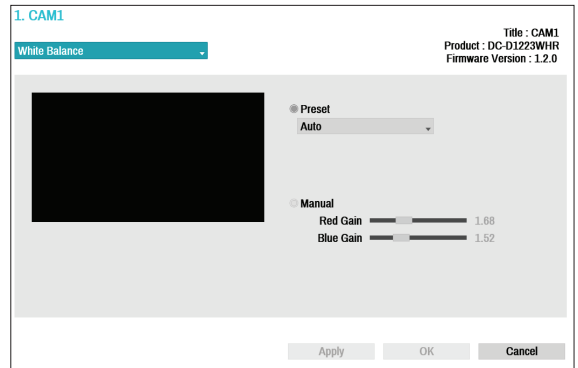 1. CAM1
Title : CAM1
White Balance
Product : DC-D1223WHR
Firmware Version : 1.2.0
Preset
Auto
Manual
Red Gain 1.68
Blue Gain 1.52
Apply OK Cancel